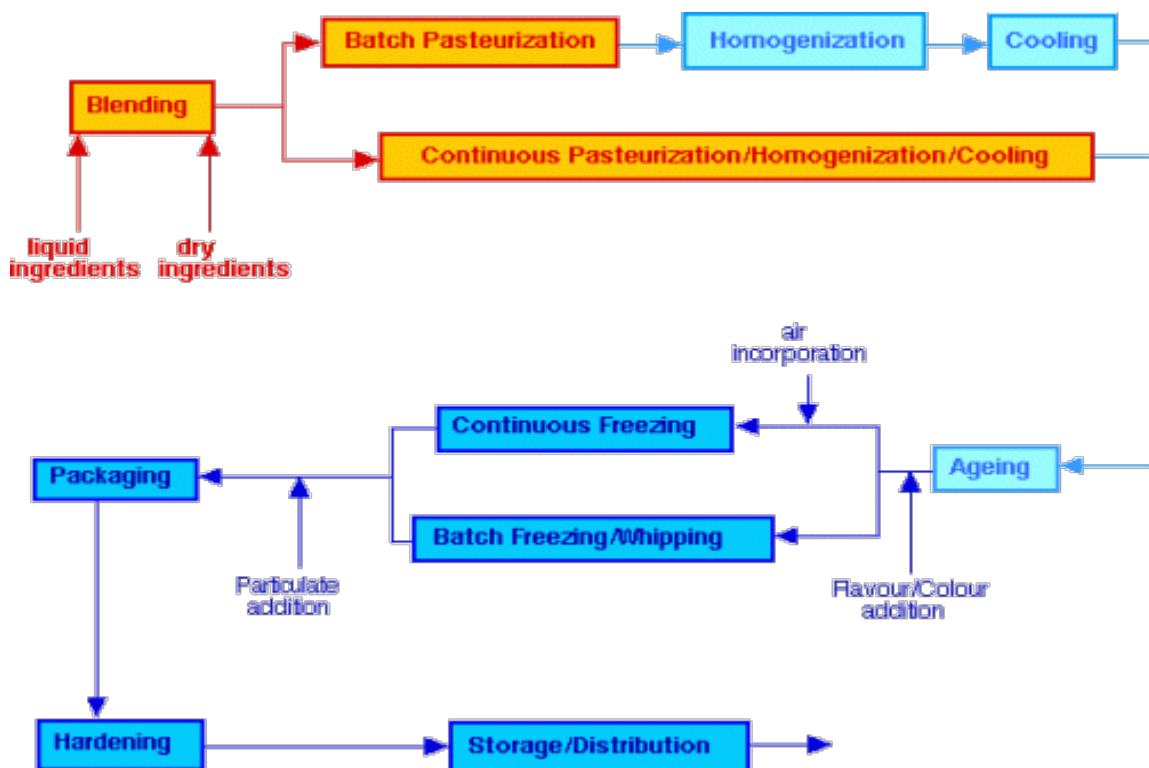 Batch Pasteurization
Homogenization
Cooling
Blending
Continuous Pasteurization/Homogenization/Cooling
liquid
ingredients
dry
ingredients
air
incorporation
Continuous Freezing
Ageing
Packaging
Batch Freezing/Whipping
Particulate
addition
Flavour/Colour
addition
Hardening
Storage/Distribution